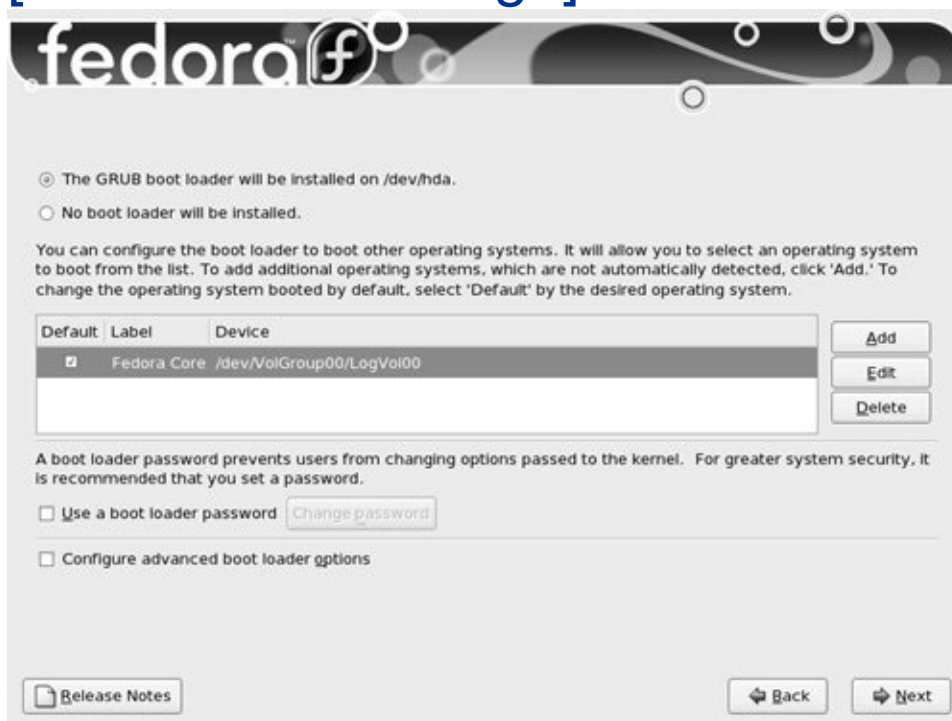 fedora
The GRUB boot loader will be installed on /dev/hda.
No boot loader will be installed.
You can configure the boot loader to boot other operating systems. It will allow you to select an operating system
to boot from the list. To add additional operating systems, which are not automatically detected, click 'Add.' To
change the operating system booted by default, select 'Default' by the desired operating system.
Default Label Device
Fedora Core /dev/VolGroup00/LogVol00
Add
Edit
Delete
A boot loader password prevents users from changing options passed to the kernel. For greater system security, it
is recommended that you set a password.
Use a boot loader password Change password
Configure advanced boot loader options
Release Notes Back Next